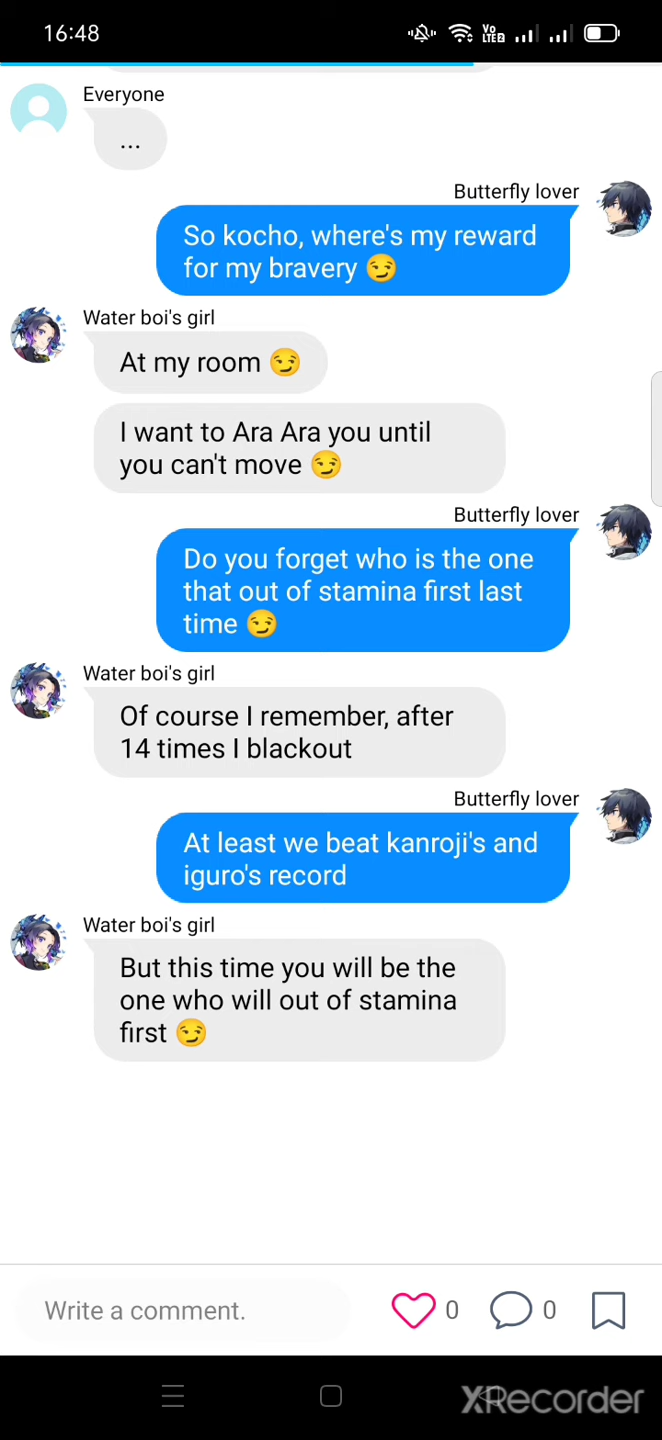 16:48
Vo
LTE2
Everyone
...
Butterfly lover
So kocho, where's my reward
for my bravery 😏
Water boi's girl
At my room 😏
I want to Ara Ara you until
you can't move 😏
Butterfly lover
Do you forget who is the one
that out of stamina first last
time 😏
Water boi's girl
Of course I remember, after
14 times I blackout
Butterfly lover
At least we beat kanroji's and
iguro's record
Water boi's girl
But this time you will be the
one who will out of stamina
first 😏
Write a comment.
0
0
XRecorder